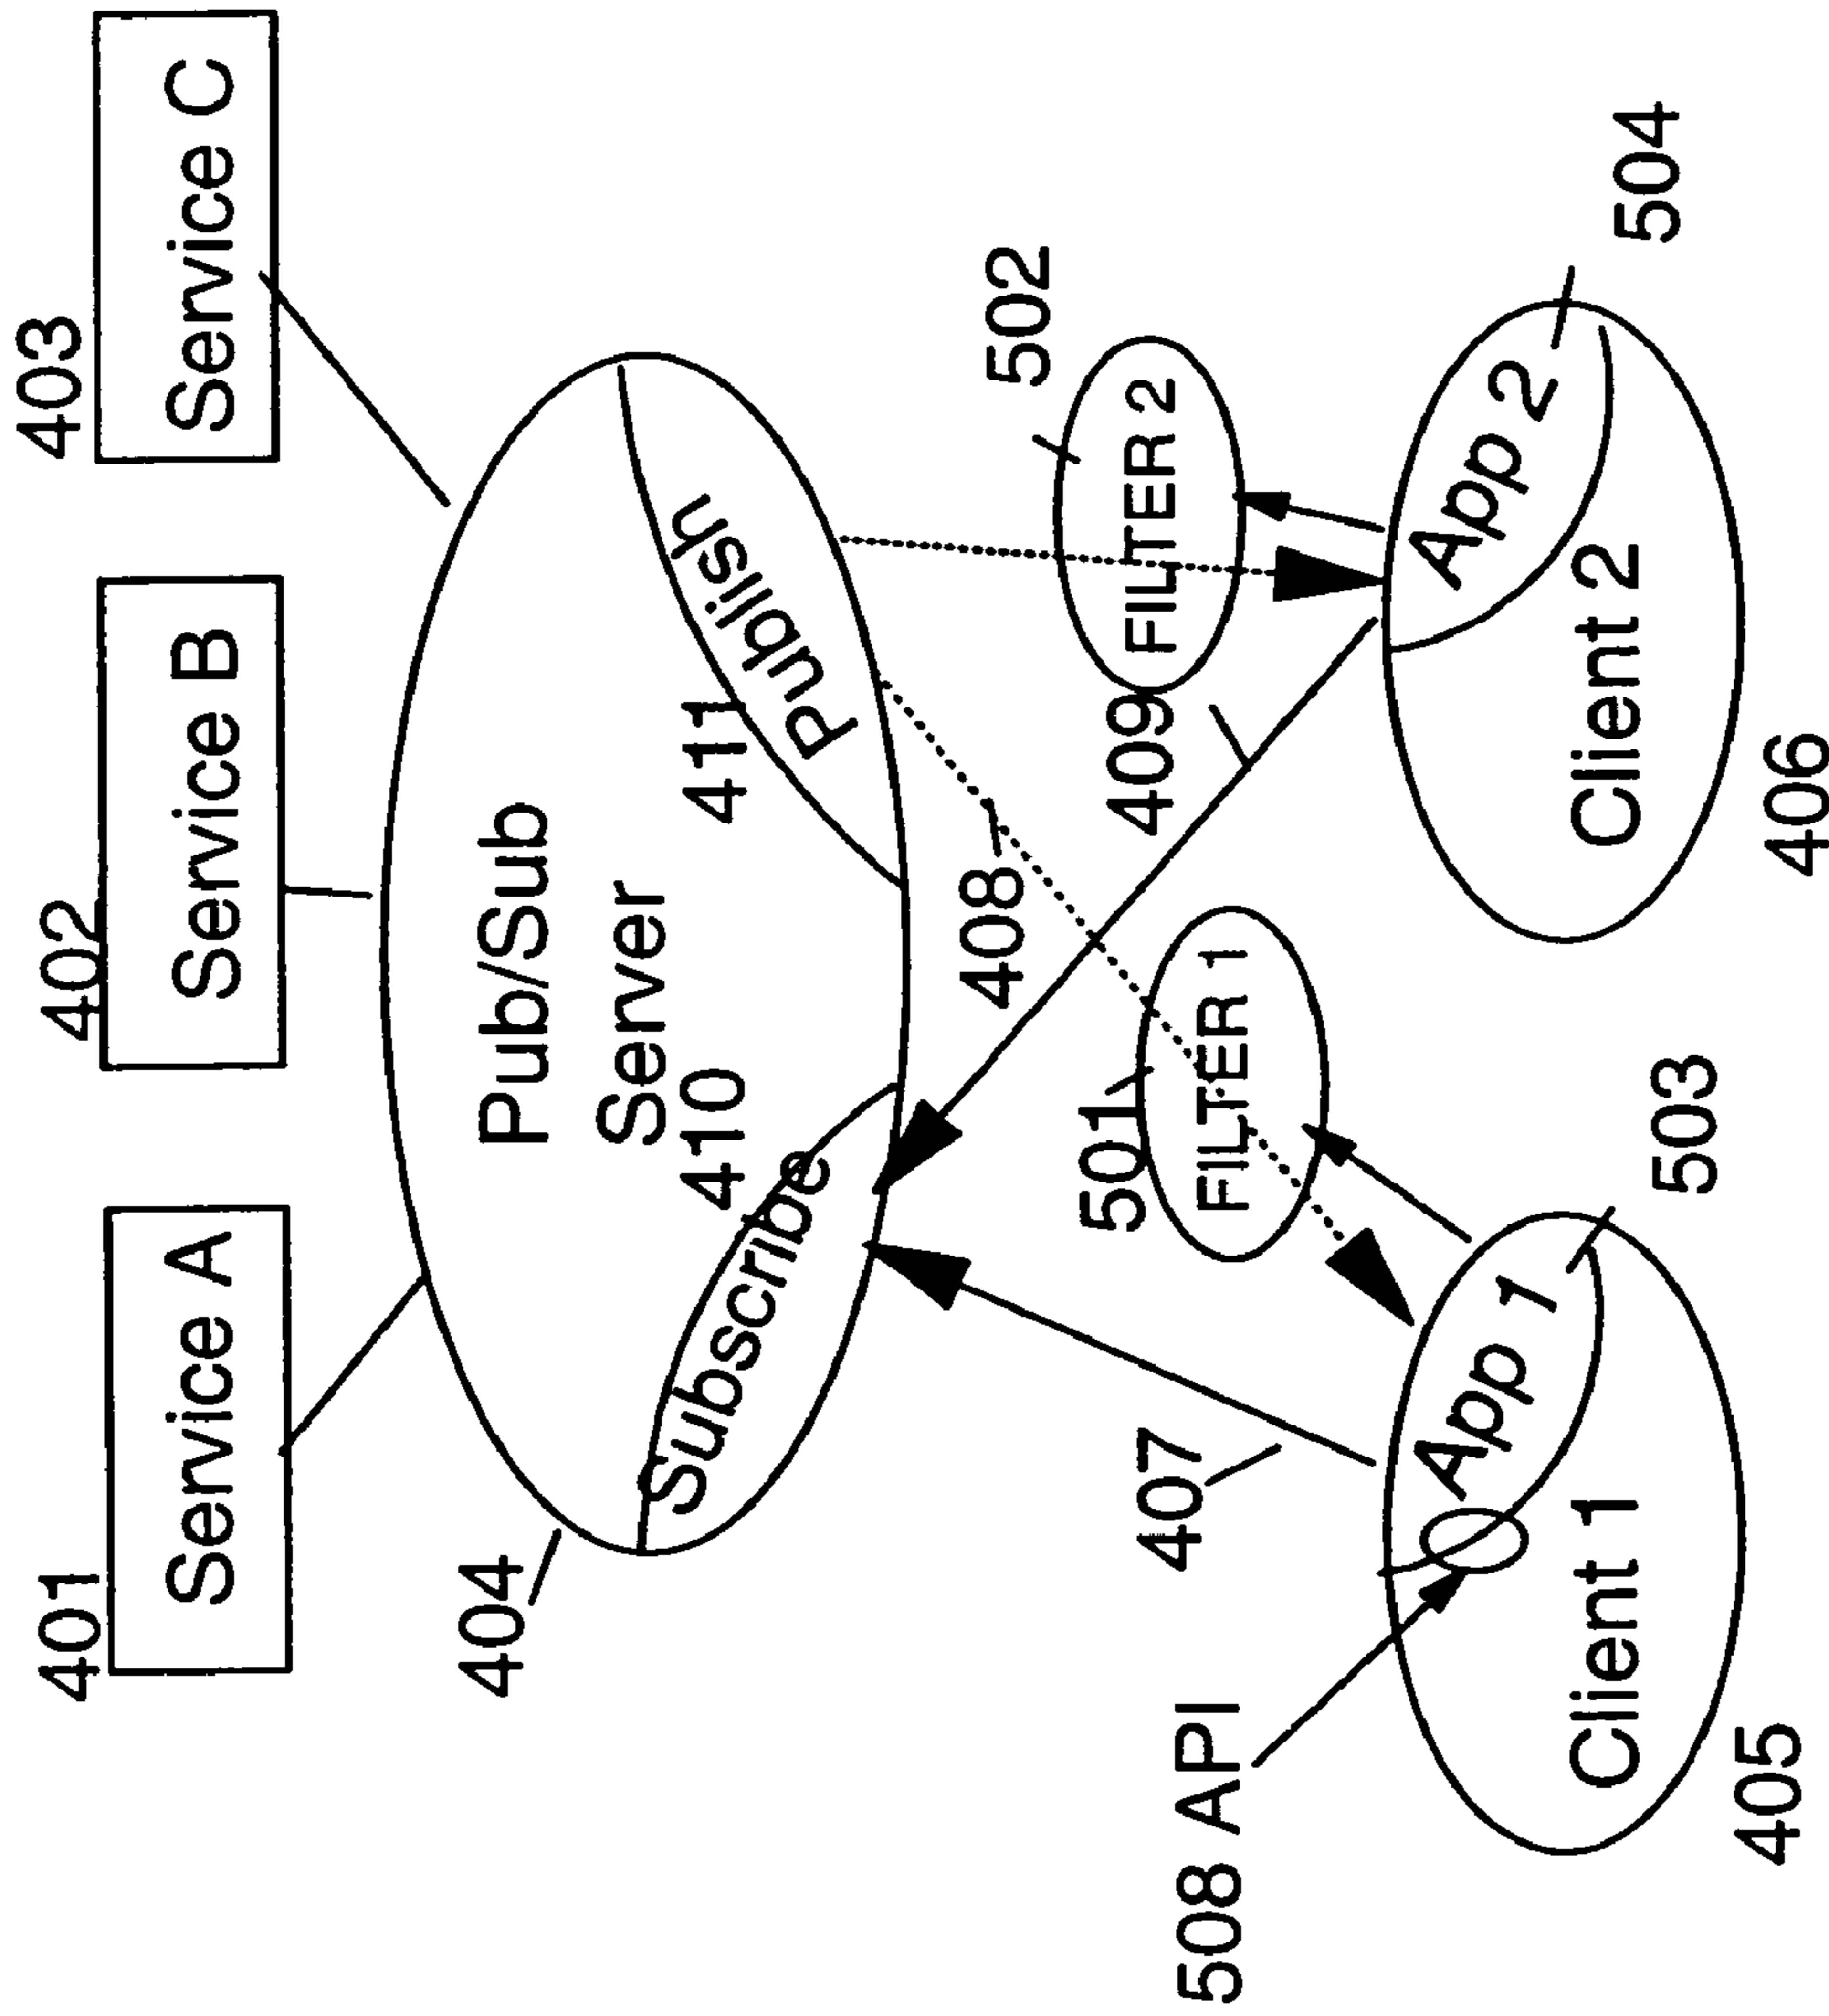 401
Service A
402
Service B
403
Service C
404
Pub/Sub
Server
410
Subscribe
411
Publish
408
409
407
501
FILTER 1
502
FILTER 2
508 API
App 1
Client 1
503
405
App 2
Client 2
504
406